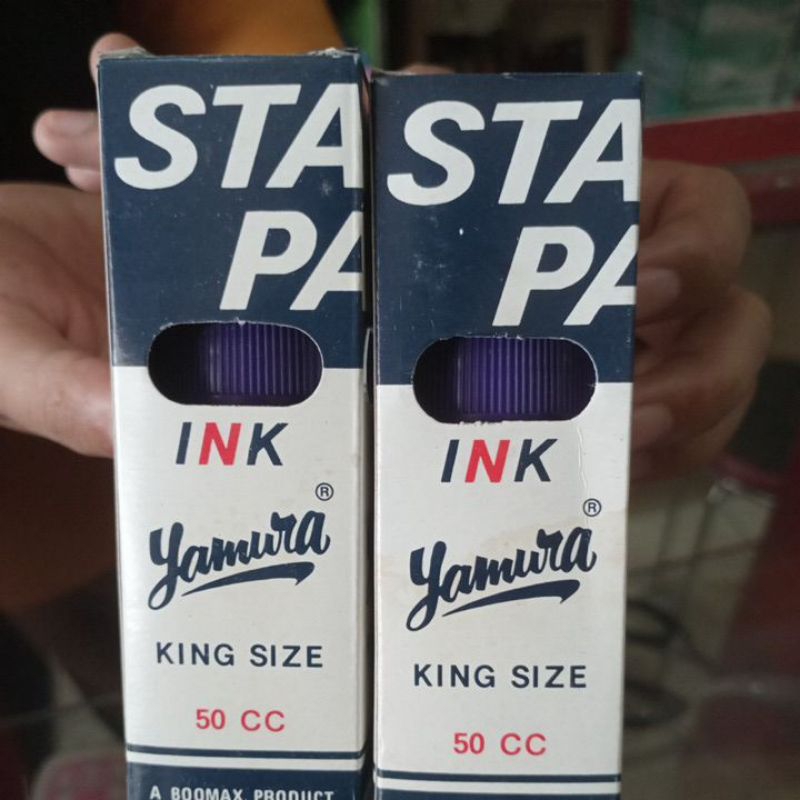 STA
PA
INK
Yamura®
KING SIZE
50 CC
A BOOMAX PRODUCT
STA
PA
INK
Yamura®
KING SIZE
50 CC